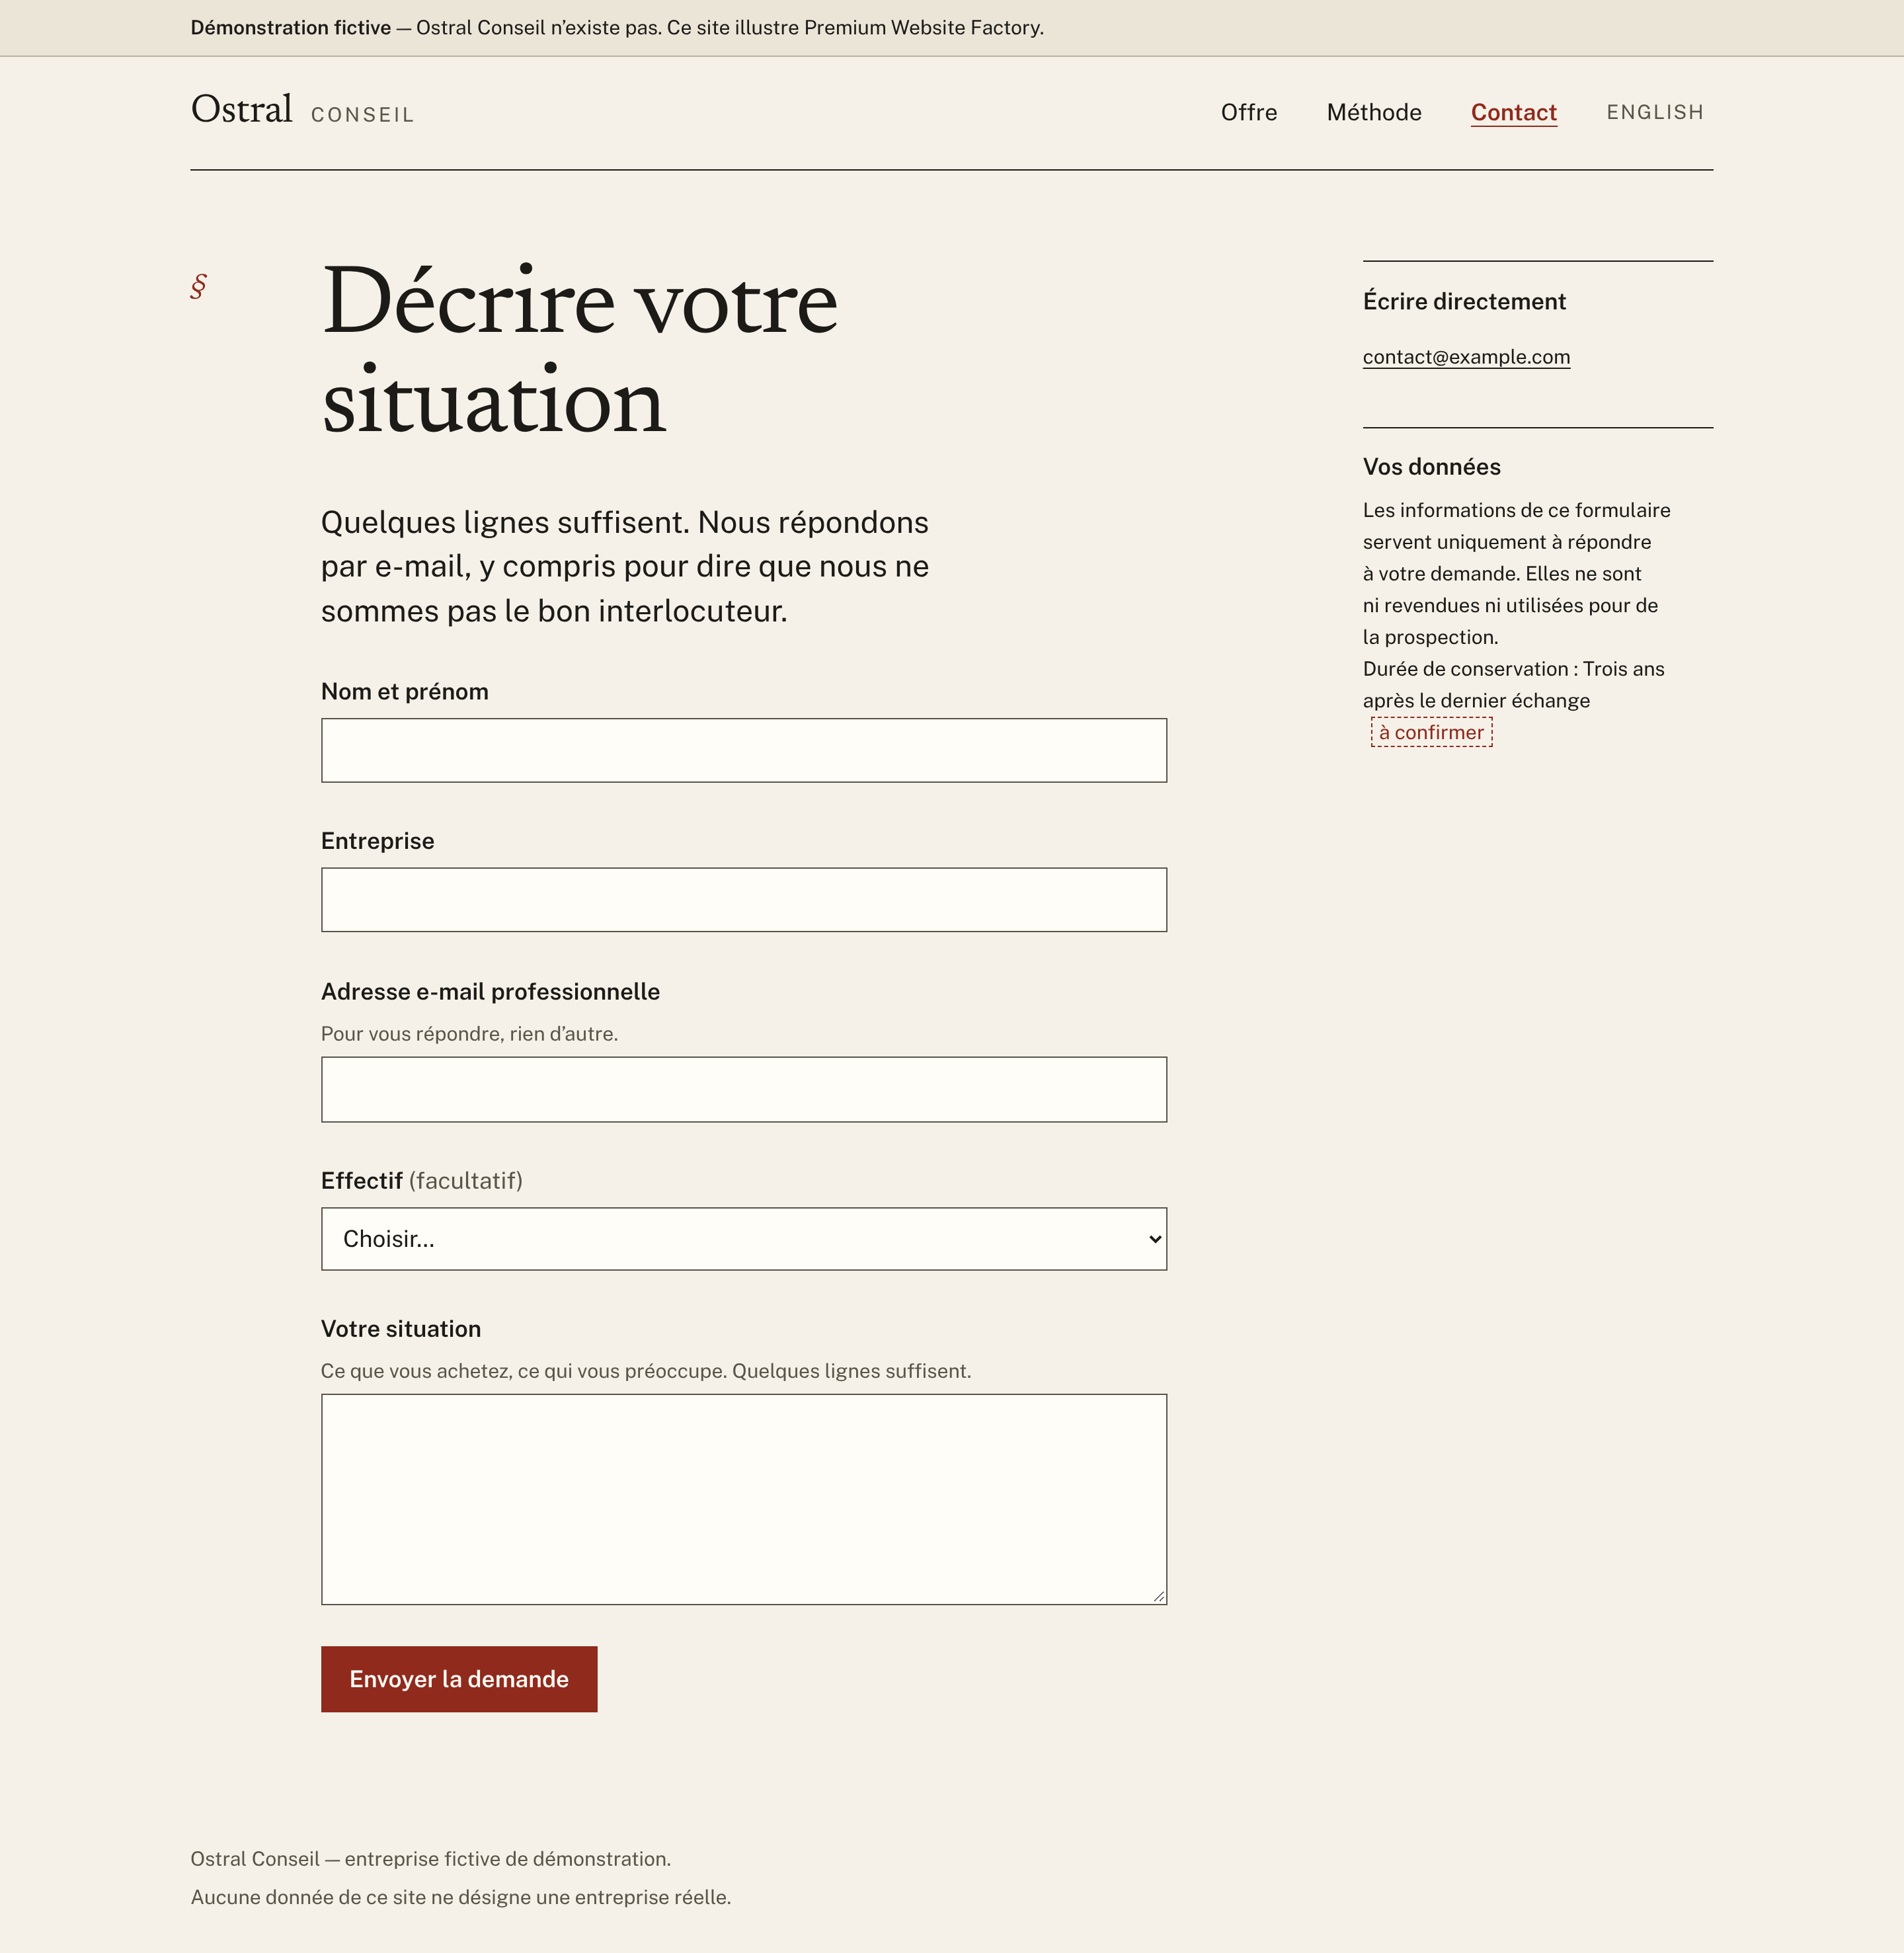 Démonstration fictive — Ostral Conseil n’existe pas. Ce site illustre Premium Website Factory.
Ostral CONSEIL
Offre
Méthode
Contact
ENGLISH
§
Décrire votre
situation
Quelques lignes suffisent. Nous répondons
par e-mail, y compris pour dire que nous ne
sommes pas le bon interlocuteur.
Nom et prénom
Entreprise
Adresse e-mail professionnelle
Pour vous répondre, rien d’autre.
Effectif (facultatif)
Choisir…
Votre situation
Ce que vous achetez, ce qui vous préoccupe. Quelques lignes suffisent.
Envoyer la demande
Écrire directement
contact@example.com
Vos données
Les informations de ce formulaire
servent uniquement à répondre
à votre demande. Elles ne sont
ni revendues ni utilisées pour de
la prospection.
Durée de conservation : Trois ans
après le dernier échange
à confirmer
Ostral Conseil — entreprise fictive de démonstration.
Aucune donnée de ce site ne désigne une entreprise réelle.